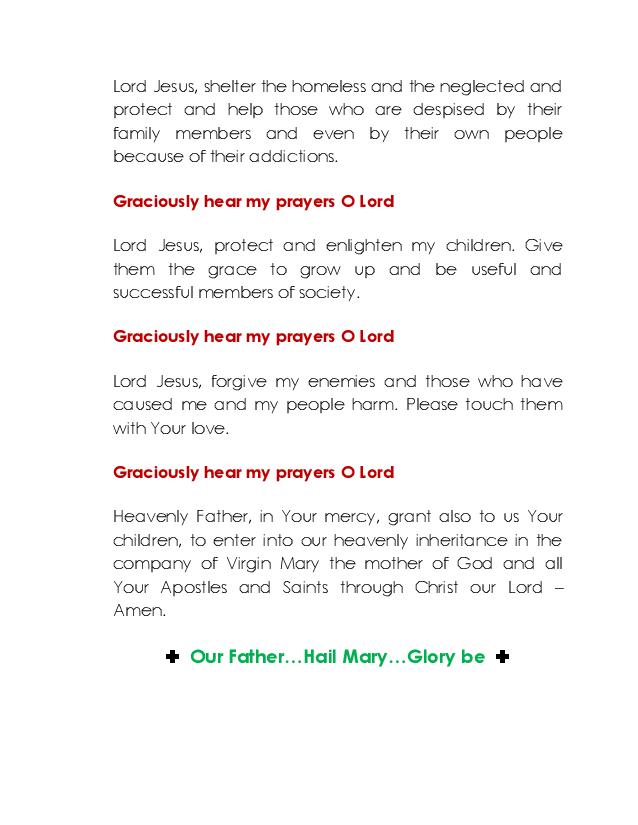 Lord Jesus, shelter the homeless and the neglected and
protect and help those who are despised by their
family members and even by their own people
because of their addictions.
Graciously hear my prayers O Lord
Lord Jesus, protect and enlighten my children. Give
them the grace to grow up and be useful and
successful members of society.
Graciously hear my prayers O Lord
Lord Jesus, forgive my enemies and those who have
caused me and my people harm. Please touch them
with Your love.
Graciously hear my prayers O Lord
Heavenly Father, in Your mercy, grant also to us Your
children, to enter into our heavenly inheritance in the
company of Virgin Mary the mother of God and all
Your Apostles and Saints through Christ our Lord –
Amen.
✚ Our Father…Hail Mary…Glory be ✚